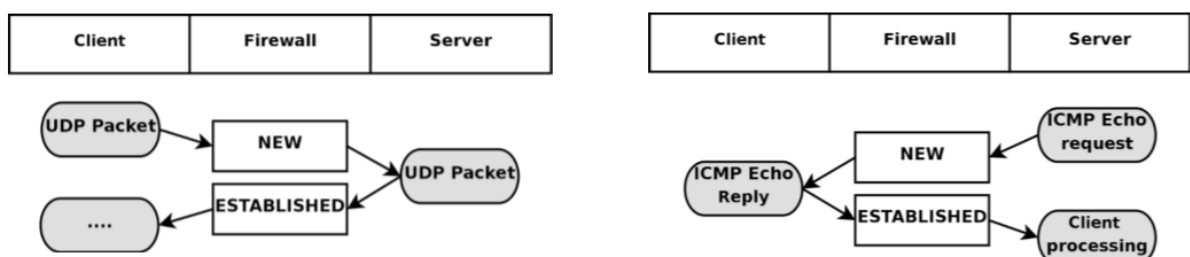 Client Firewall Server
UDP Packet
NEW
UDP Packet
ESTABLISHED
....
Client Firewall Server
ICMP Echo
request
NEW
ICMP Echo
Reply
ESTABLISHED
Client
processing